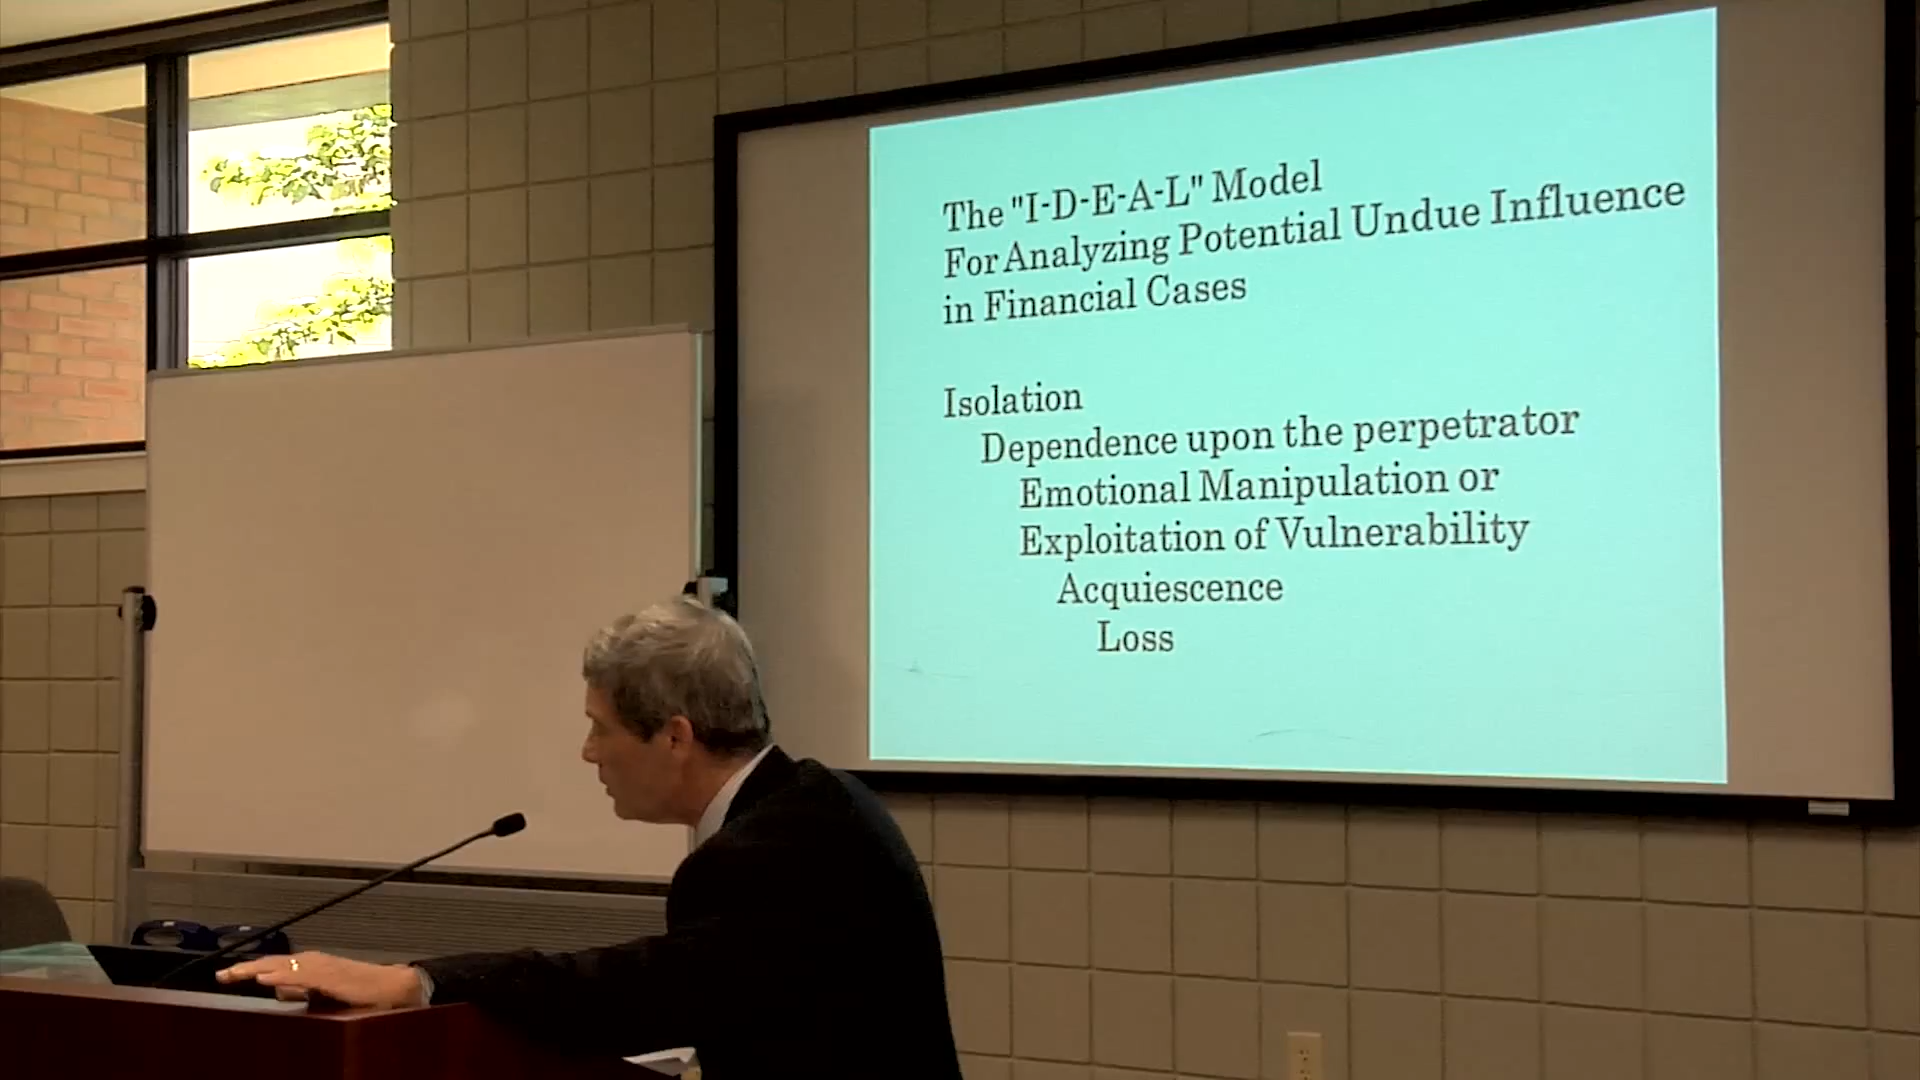 The "I-D-E-A-L" Model
For Analyzing Potential Undue Influence
in Financial Cases
Isolation
Dependence upon the perpetrator
Emotional Manipulation or
Exploitation of Vulnerability
Acquiescence
Loss